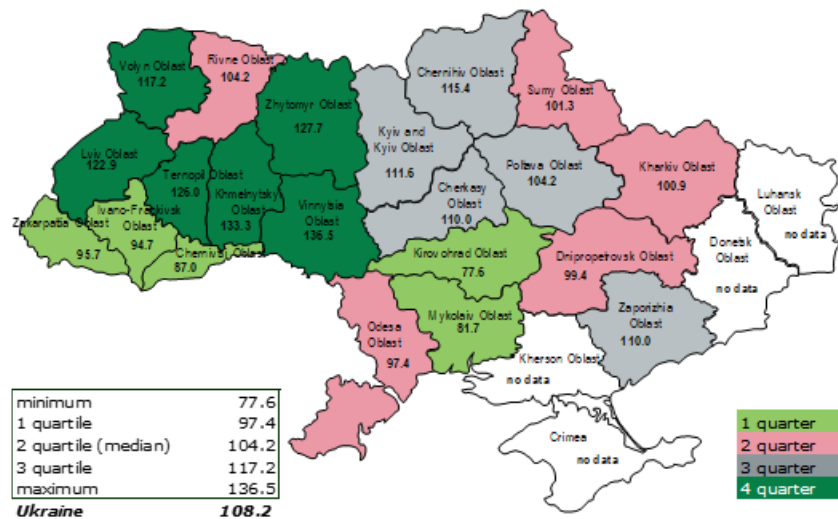 Volyn Oblast
117.2
Rivne Oblast
104.2
Zhytomyr Oblast
127.7
Chernihiv Oblast
115.4
Sumy Oblast
101.3
Kyiv and
Kyiv Oblast
111.6
Lviv Oblast
122.9
Ternopil Oblast
126.0
Khmelnytskyi
Oblast
133.3
Vinnytsia
Oblast
136.5
Cherkasy Oblast
110.0
Poltava Oblast
104.2
Kharkiv Oblast
100.9
Luhansk
Oblast
no data
Zakarpattia Oblast
95.7
Ivano-Frankivsk
Oblast
94.7
Chernivtsi Oblast
87.0
Kirovohrad Oblast
77.6
Dnipropetrovsk Oblast
99.4
Donetsk
Oblast
no data
Odesa
Oblast
97.4
Mykolaiv Oblast
81.7
Zaporizhia
Oblast
110.0
Kherson Oblast
no data
Crimea
no data
minimum 77.6
1 quartile 97.4
2 quartile (median) 104.2
3 quartile 117.2
maximum 136.5
Ukraine 108.2
1 quarter
2 quarter
3 quarter
4 quarter